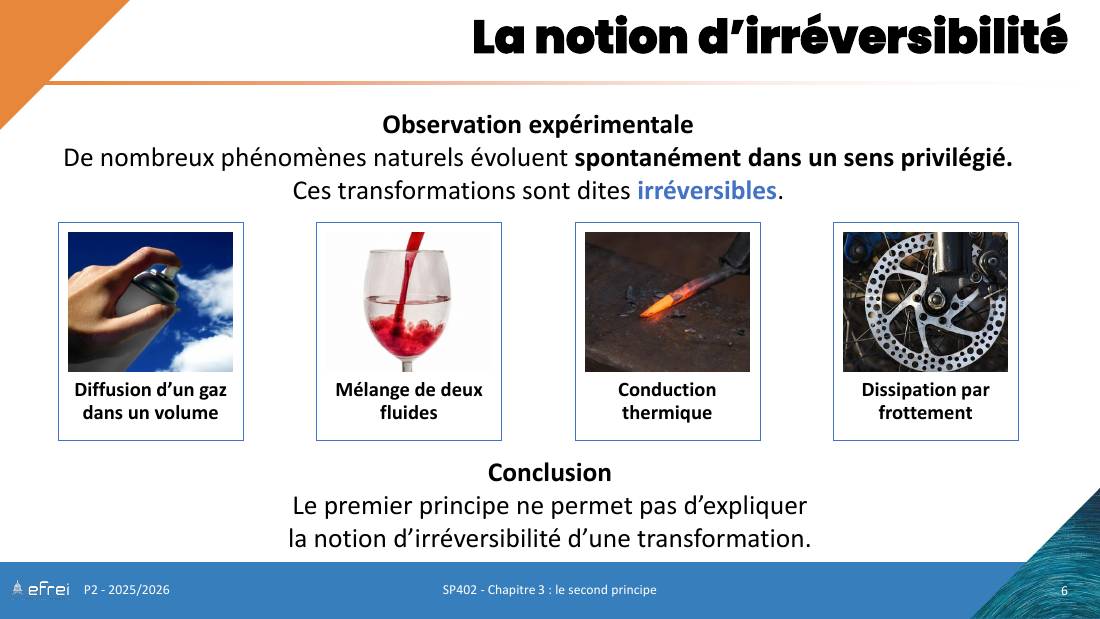 La notion d’irréversibilité
Observation expérimentale
De nombreux phénomènes naturels évoluent spontanément dans un sens privilégié.
Ces transformations sont dites irréversibles.
Diffusion d’un gaz
dans un volume
Mélange de deux
fluides
Conduction
thermique
Dissipation par
frottement
Conclusion
Le premier principe ne permet pas d’expliquer
la notion d’irréversibilité d’une transformation.
efrei P2 - 2025/2026
SP402 - Chapitre 3 : le second principe
6